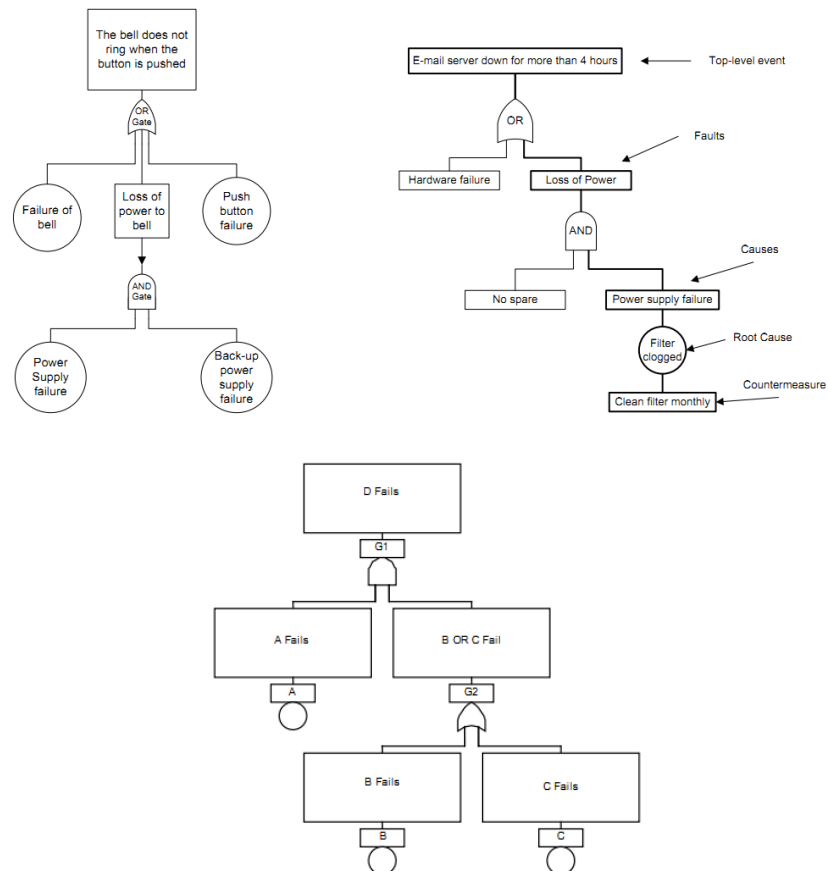 The bell does not
ring when the
button is pushed
OR
Gate
Failure of
bell
Loss of
power to
bell
Push
button
failure
AND
Gate
Power
Supply
failure
Back-up
power
supply
failure
E-mail server down for more than 4 hours
Top-level event
OR
Faults
Hardware failure
Loss of Power
AND
Causes
No spare
Power supply failure
Filter
clogged
Root Cause
Countermeasure
Clean filter monthly
D Fails
G1
A Fails
B OR C Fail
A
G2
B Fails
C Fails
B
C